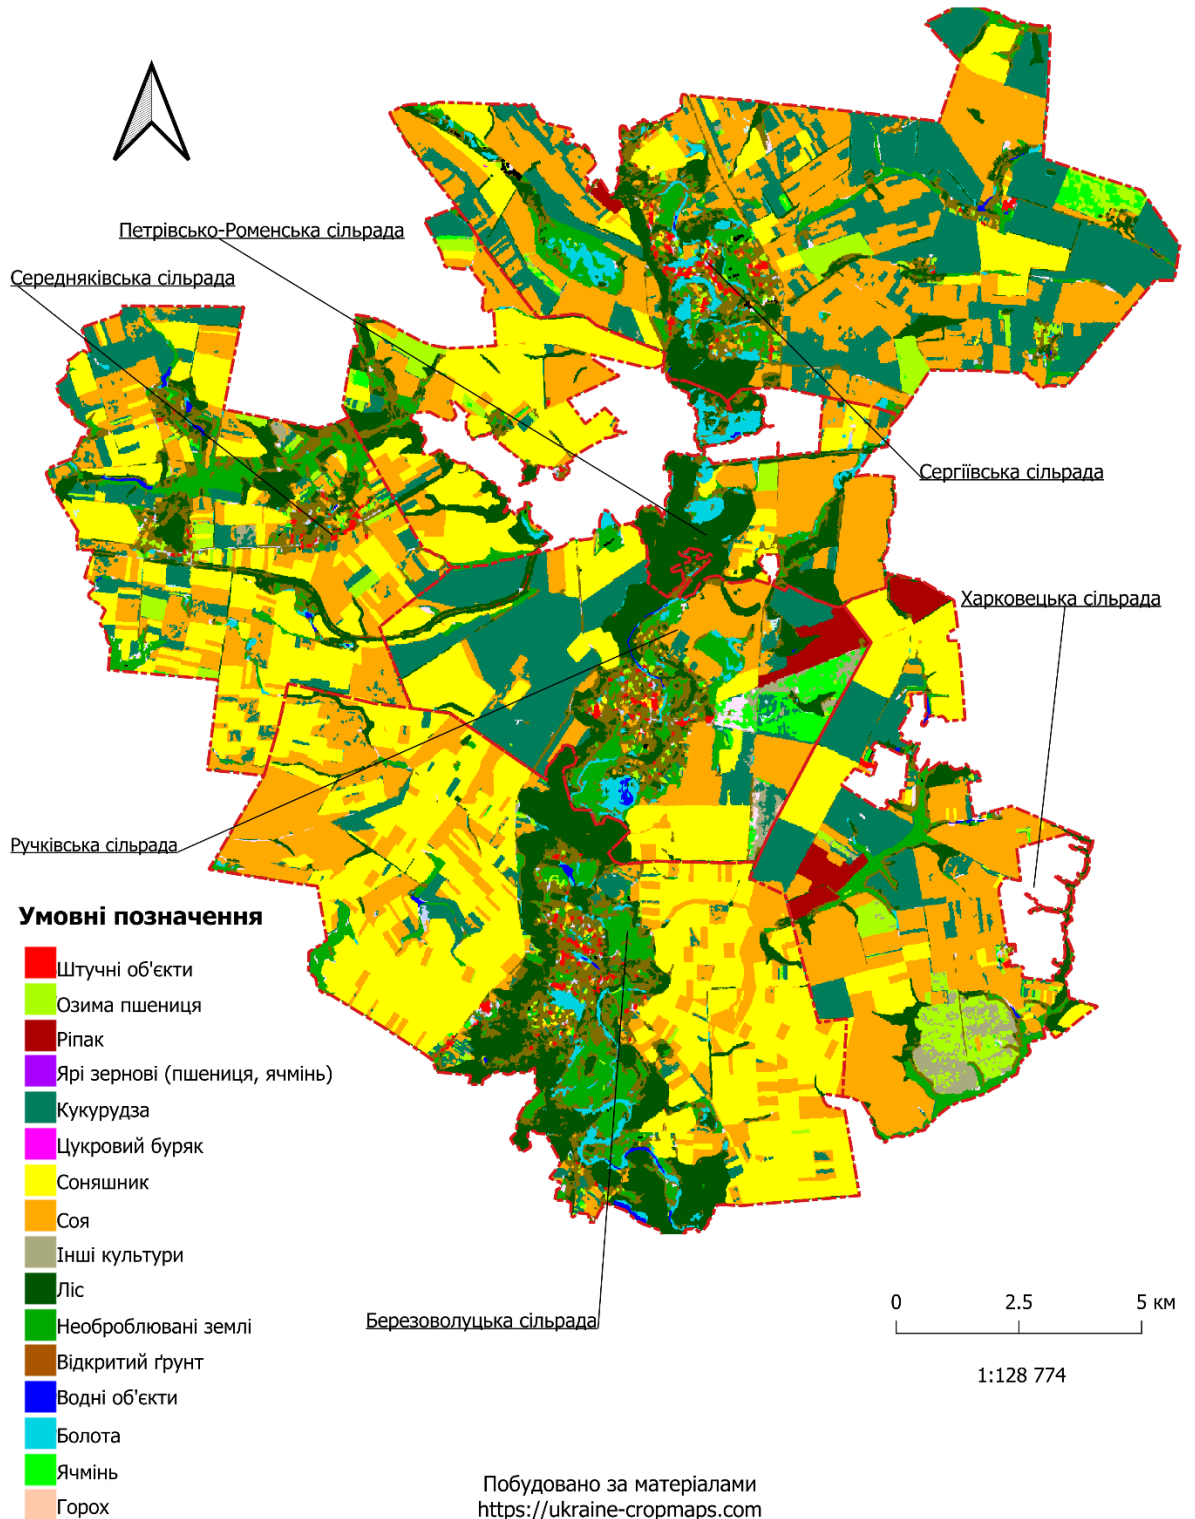 Петрівсько-Роменська сільрада
Середняківська сільрада
Сергіївська сільрада
Харковецька сільрада
Ручківська сільрада
Умовні позначення
Штучні об'єкти
Озима пшениця
Ріпак
Ярі зернові (пшениця, ячмінь)
Кукурудза
Цукровий буряк
Соняшник
Соя
Інші культури
Ліс
Необроблювані землі
Відкритий ґрунт
Водні об'єкти
Болота
Ячмінь
Горох
Березоволуцька сільрада
0 2.5 5 км
1:128 774
Побудовано за матеріалами
https://ukraine-cropmaps.com